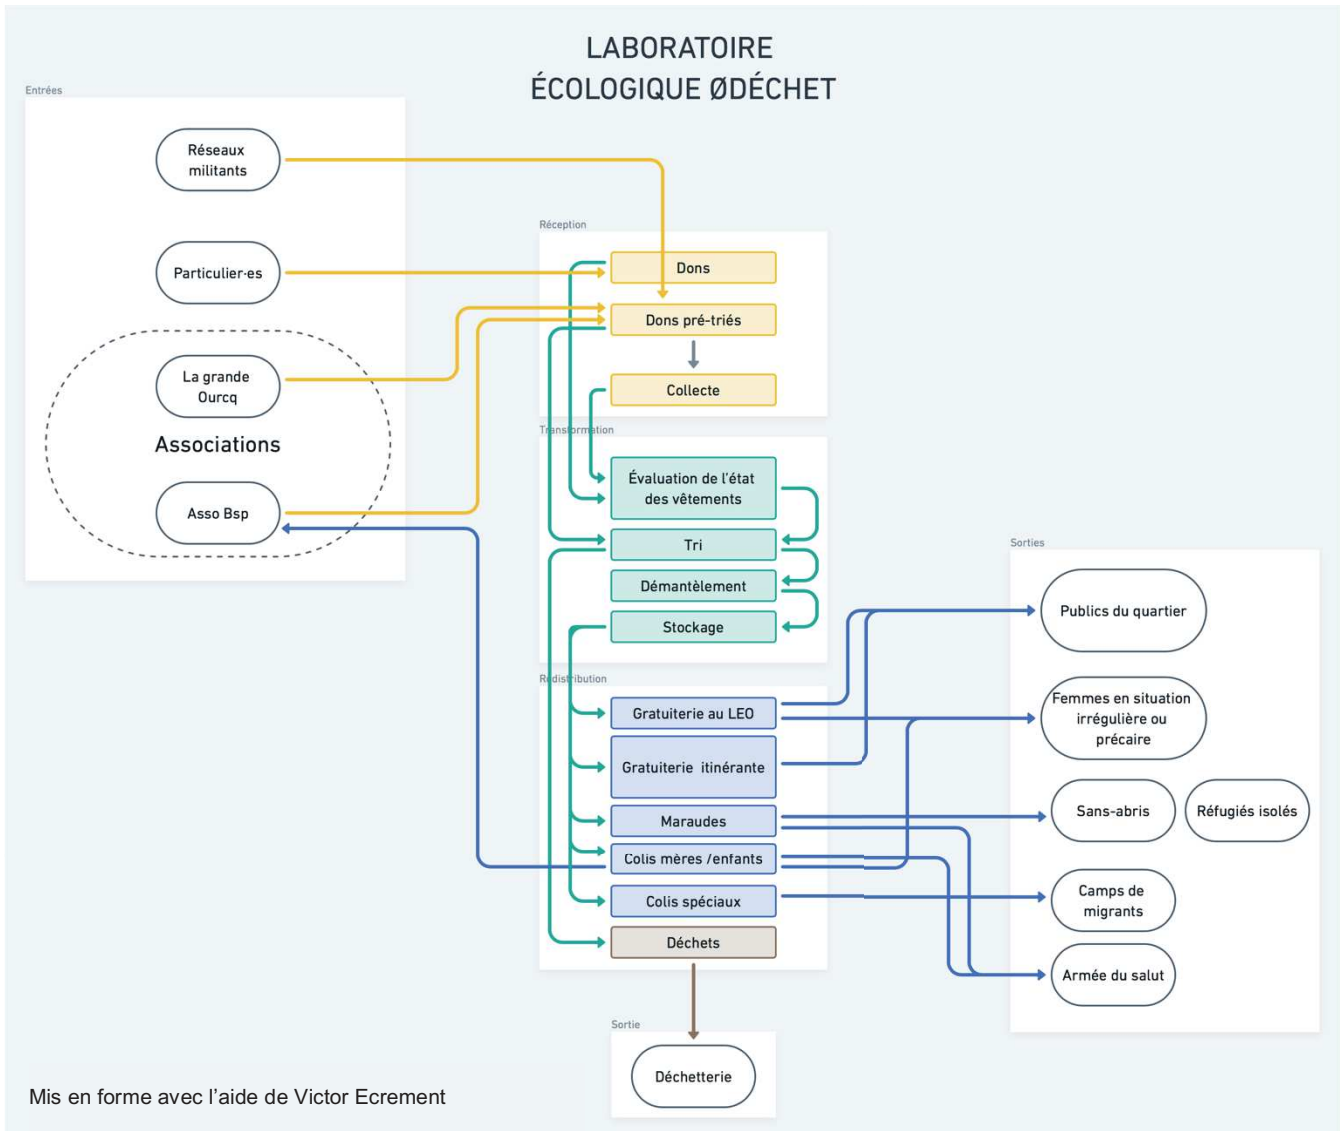 LABORATOIRE
ÉCOLOGIQUE ØDÉCHET
Entrées
Réseaux
militants
Particulier·es
La grande
Ourcq
Associations
Asso Bsp
Réception
Dons
Dons pré-triés
Collecte
Transformation
Évaluation de l'état
des vêtements
Tri
Démantèlement
Stockage
Redistribution
Gratuiterie au LEO
Gratuiterie itinérante
Maraudes
Colis mères /enfants
Colis spéciaux
Déchets
Sortie
Déchetterie
Sorties
Publics du quartier
Femmes en situation
irrégulière ou
précaire
Sans-abris
Réfugiés isolés
Camps de
migrants
Armée du salut
Mis en forme avec l'aide de Victor Ecrement